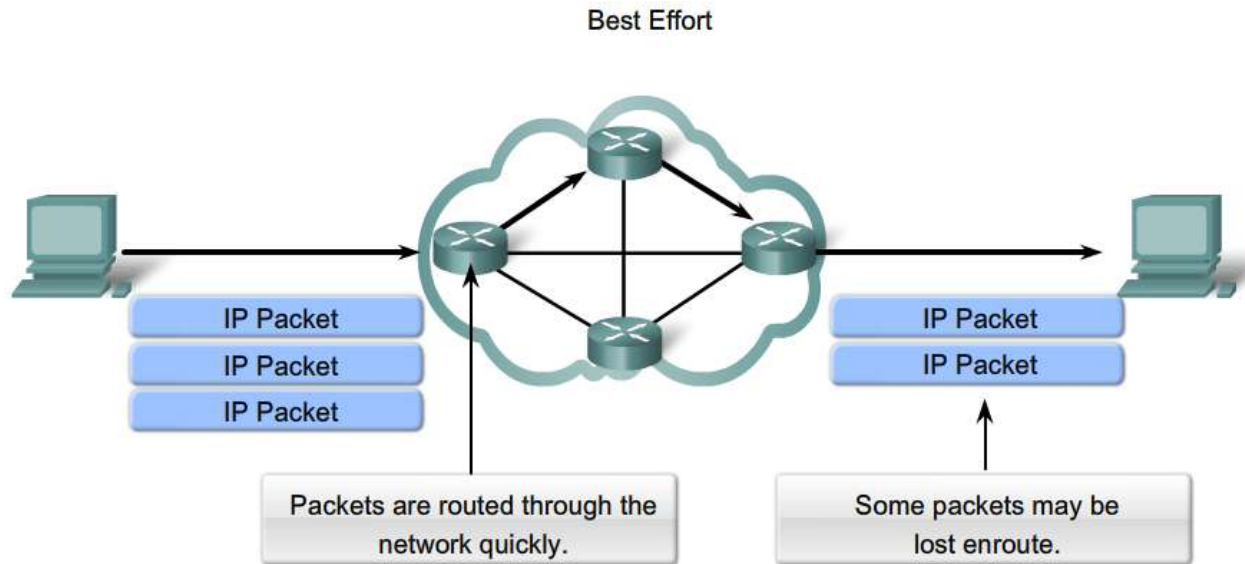 Best Effort
IP Packet
IP Packet
IP Packet
IP Packet
IP Packet
Packets are routed through the
network quickly.
Some packets may be
lost enroute.